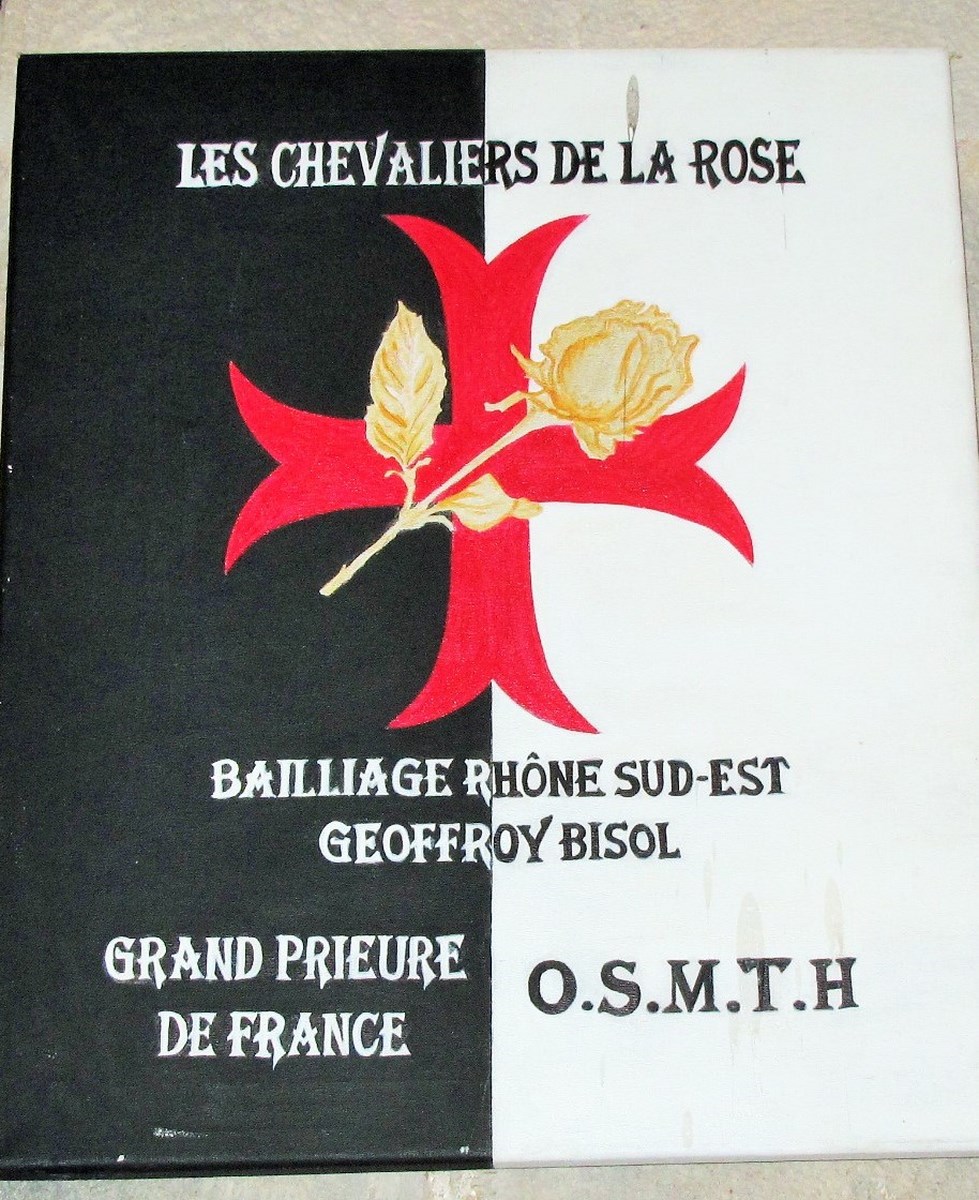 LES CHEVALIERS DE LA ROSE
BAILLIAGE RHÔNE SUD-EST
GEOFFROY BISOL
GRAND PRIEURE
DE FRANCE
O.S.M.T.H